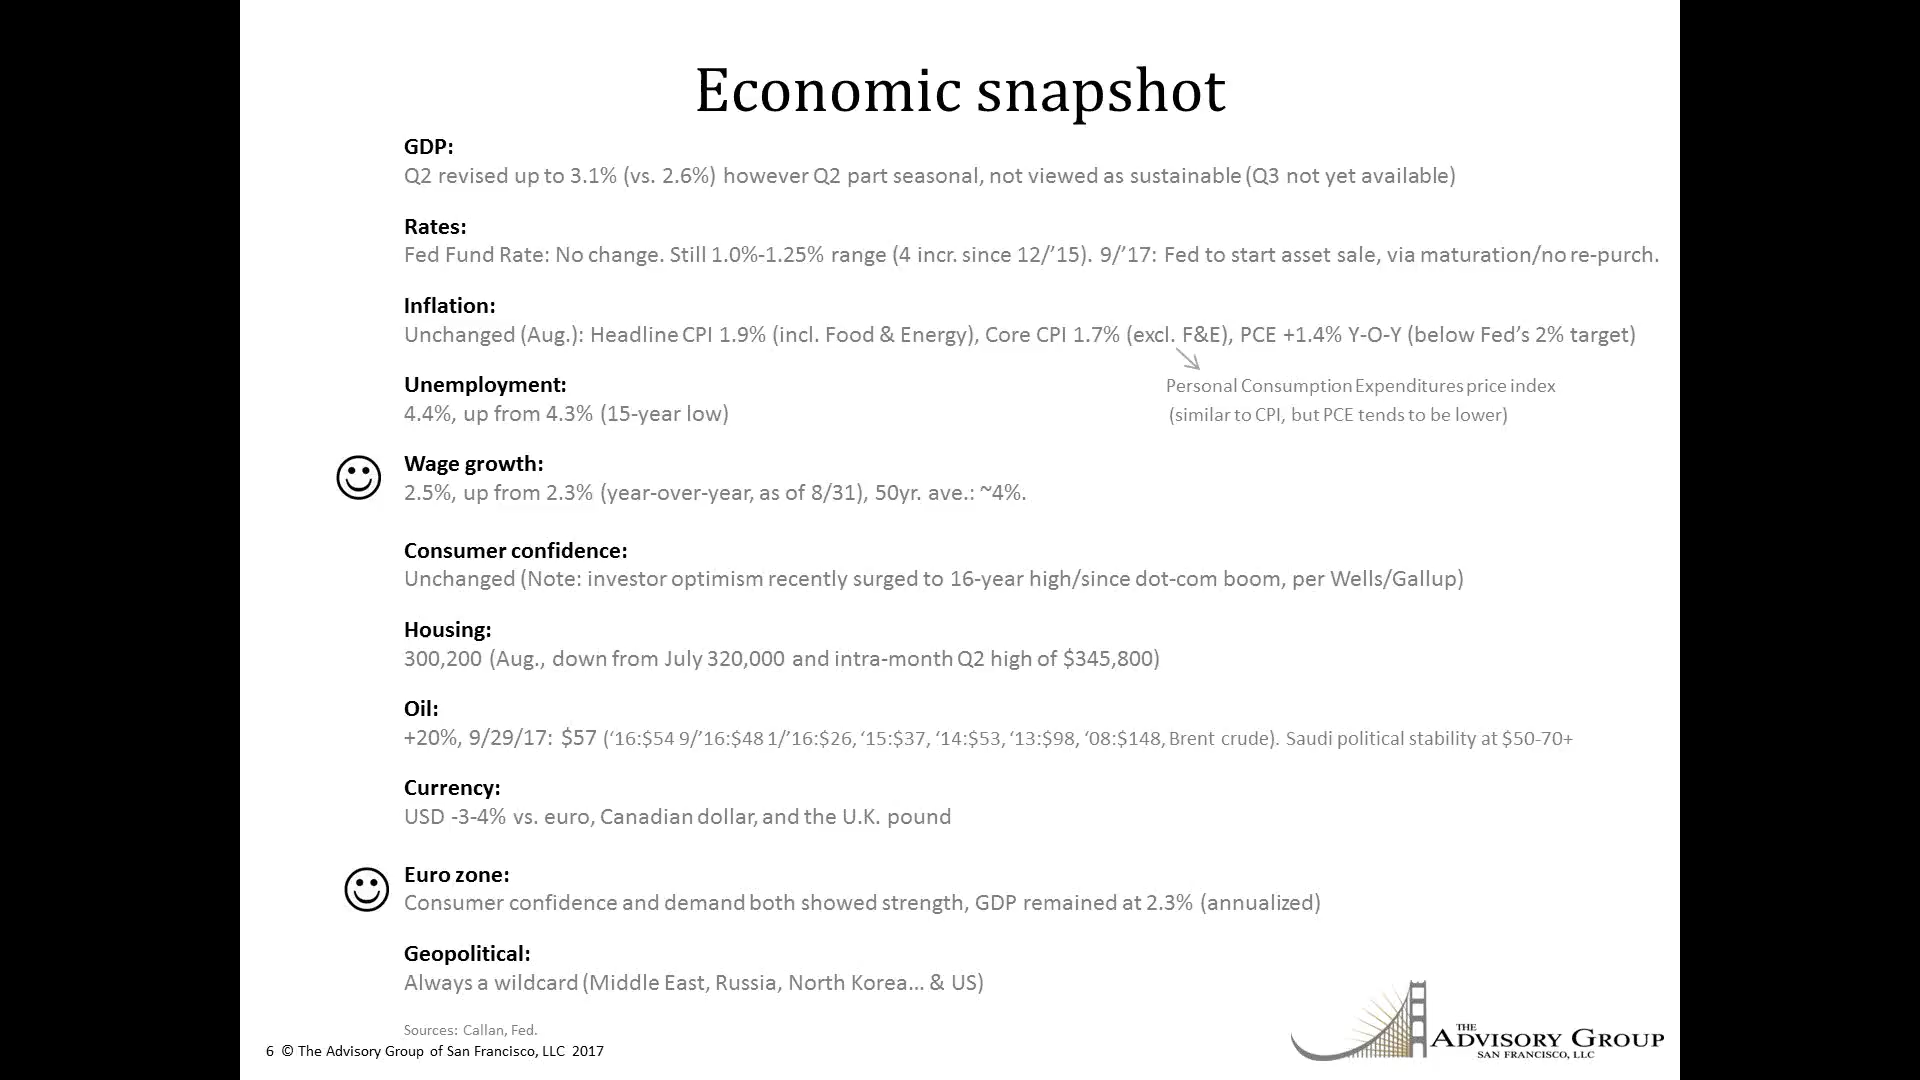 Economic snapshot
GDP:
Q2 revised up to 3.1% (vs. 2.6%) however Q2 part seasonal, not viewed as sustainable (Q3 not yet available)
Rates:
Fed Fund Rate: No change. Still 1.0%-1.25% range (4 incr. since 12/’15). 9/’17: Fed to start asset sale, via maturation/no re-purch.
Inflation:
Unchanged (Aug.): Headline CPI 1.9% (incl. Food & Energy), Core CPI 1.7% (excl. F&E), PCE +1.4% Y-O-Y (below Fed’s 2% target)
Personal Consumption Expenditures price index
(similar to CPI, but PCE tends to be lower)
Unemployment:
4.4%, up from 4.3% (15-year low)
Wage growth:
2.5%, up from 2.3% (year-over-year, as of 8/31), 50yr. ave.: ~4%.
Consumer confidence:
Unchanged (Note: investor optimism recently surged to 16-year high/since dot-com boom, per Wells/Gallup)
Housing:
300,200 (Aug., down from July 320,000 and intra-month Q2 high of $345,800)
Oil:
+20%, 9/29/17: $57 (‘16:$54 9/’16:$48 1/’16:$26, ‘15:$37, ‘14:$53, ‘13:$98, ‘08:$148, Brent crude). Saudi political stability at $50-70+
Currency:
USD -3-4% vs. euro, Canadian dollar, and the U.K. pound
Euro zone:
Consumer confidence and demand both showed strength, GDP remained at 2.3% (annualized)
Geopolitical:
Always a wildcard (Middle East, Russia, North Korea... & US)
Sources: Callan, Fed.
6 © The Advisory Group of San Francisco, LLC 2017
THE ADVISORY GROUP
SAN FRANCISCO, LLC